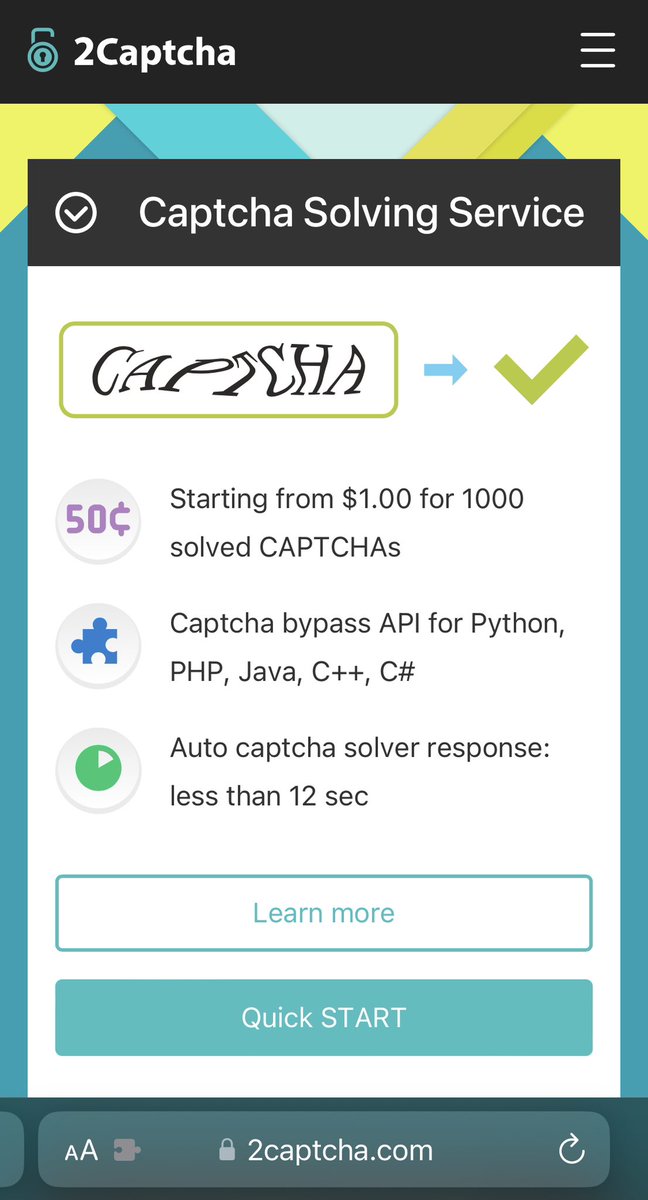 2Captcha
Captcha Solving Service
CAPTCHA
50¢
Starting from $1.00 for 1000
solved CAPTCHAs
Captcha bypass API for Python,
PHP, Java, C++, C#
Auto captcha solver response:
less than 12 sec
Learn more
Quick START
AA
2captcha.com